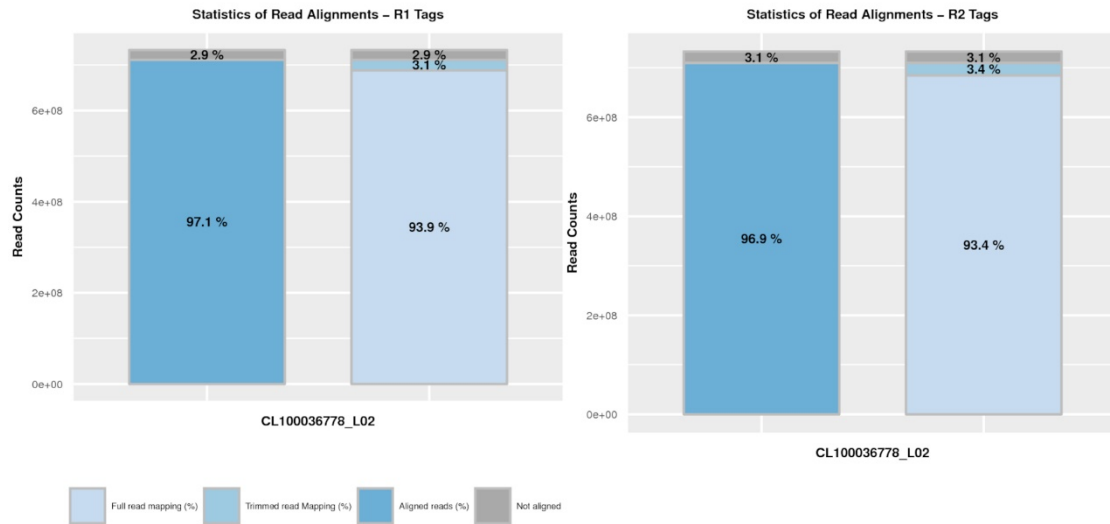 Statistics of Read Alignments – R1 Tags
Read Counts
6e+08
4e+08
2e+08
0e+00
2.9 %
97.1 %
2.9 %
3.1 %
93.9 %
CL100036778_L02
Statistics of Read Alignments – R2 Tags
Read Counts
6e+08
4e+08
2e+08
0e+00
3.1 %
96.9 %
3.1 %
3.4 %
93.4 %
CL100036778_L02
Full read mapping (%)
Trimmed read Mapping (%)
Aligned reads (%)
Not aligned